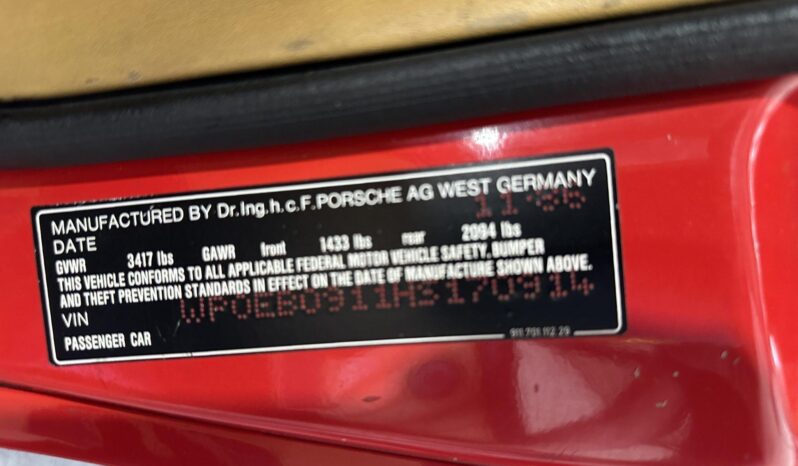 MANUFACTURED BY Dr.Ing.h.c.F.PORSCHE AG WEST GERMANY
DATE 11·86
GVWR 3417 lbs GAWR front 1433 lbs rear 2094 lbs
THIS VEHICLE CONFORMS TO ALL APPLICABLE FEDERAL MOTOR VEHICLE SAFETY, BUMPER
AND THEFT PREVENTION STANDARDS IN EFFECT ON THE DATE OF MANUFACTURE SHOWN ABOVE.
VIN WP0EB0911HS170914
PASSENGER CAR 911.701.112.29